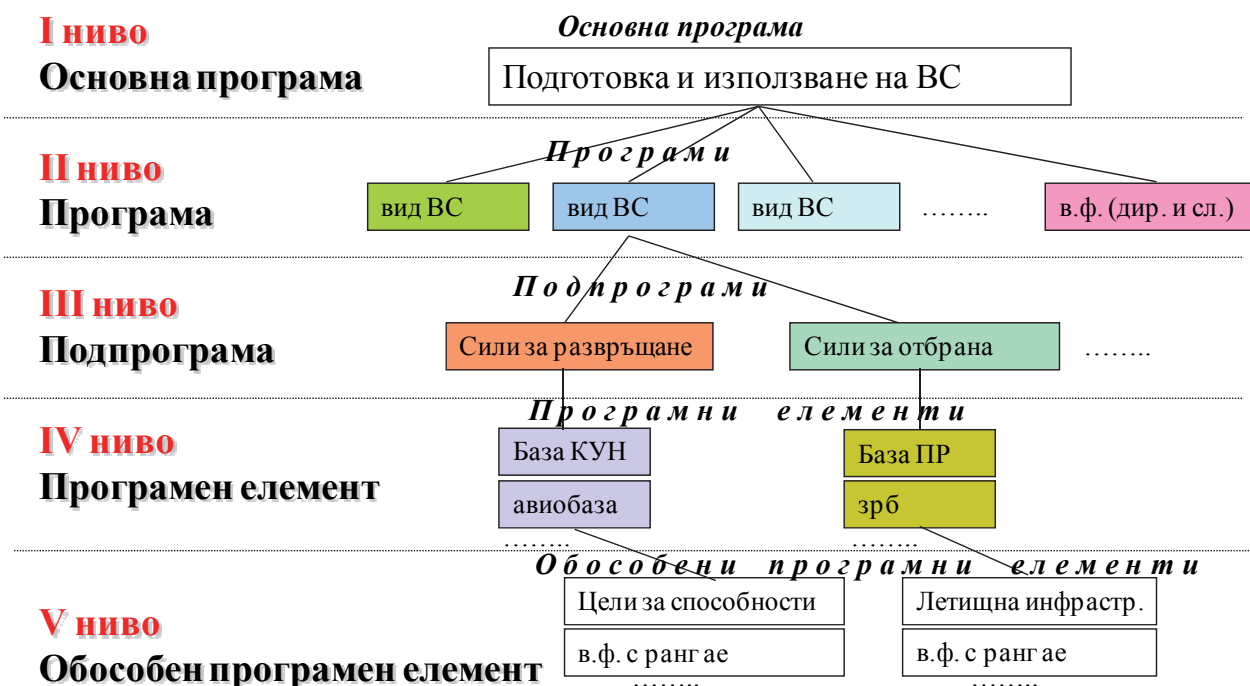 I ниво
Основна програма
Основна програма
Подготовка и използване на ВС
II ниво
Програма
Програми
вид ВС
вид ВС
вид ВС
……..
в.ф. (дир. и сл.)
III ниво
Подпрограма
Подпрограми
Сили за развръщане
Сили за отбрана
……..
IV ниво
Програмен елемент
Програмни елементи
База КУН
База ПР
авиобаза
зрб
……..
……..
V ниво
Обособен програмен елемент
Обособени програмни елементи
Цели за способности
Летищна инфрастр.
в.ф. с ранг ае
в.ф. с ранг ае
……..
……..